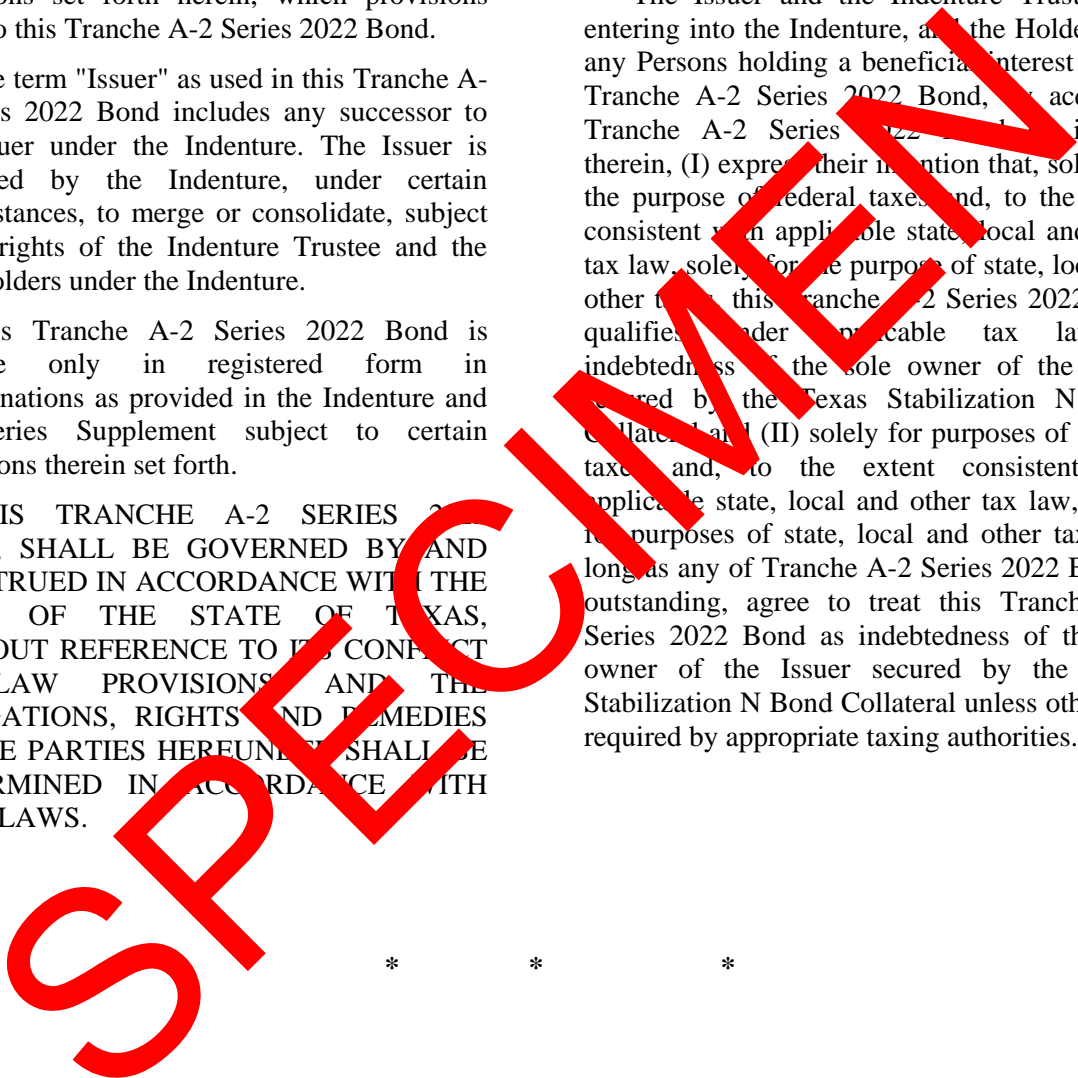 ons set forth herein, which provisions
o this Tranche A-2 Series 2022 Bond.
e term "Issuer" as used in this Tranche A-
s 2022 Bond includes any successor to
uer under the Indenture. The Issuer is
ed by the Indenture, under certain
stances, to merge or consolidate, subject
rights of the Indenture Trustee and the
olders under the Indenture.
s Tranche A-2 Series 2022 Bond is
e only in registered form in
nations as provided in the Indenture and
eries Supplement subject to certain
ons therein set forth.
IS TRANCHE A-2 SERIES
, SHALL BE GOVERNED BY AND
TRUED IN ACCORDANCE WITH THE
OF THE STATE OF TEXAS,
OUT REFERENCE TO ITS CONFLICT
LAW PROVISIONS, AND THE
GATIONS, RIGHTS AND REMEDIES
E PARTIES HEREUNDER SHALL BE
RMINED IN ACCORDANCE WITH
LAWS.
The Issuer and the Indenture Trust
entering into the Indenture, and the Holde
any Persons holding a beneficial interest
Tranche A-2 Series 2022 Bond, by acc
Tranche A-2 Series 2022
therein, (I) express their intention that, sol
the purpose of federal taxes and, to the
consistent with applicable state, local and
tax law, solely for the purpose of state, loc
other taxes, this Tranche A-2 Series 2022
qualifies under applicable tax la
indebtedness of the sole owner of the
secured by the Texas Stabilization N
Collateral and (II) solely for purposes of
taxes and, to the extent consistent
applicable state, local and other tax law,
for purposes of state, local and other tax
long as any of Tranche A-2 Series 2022 B
outstanding, agree to treat this Tranch
Series 2022 Bond as indebtedness of th
owner of the Issuer secured by the
Stabilization N Bond Collateral unless oth
required by appropriate taxing authorities.
* * *
SPECIMEN